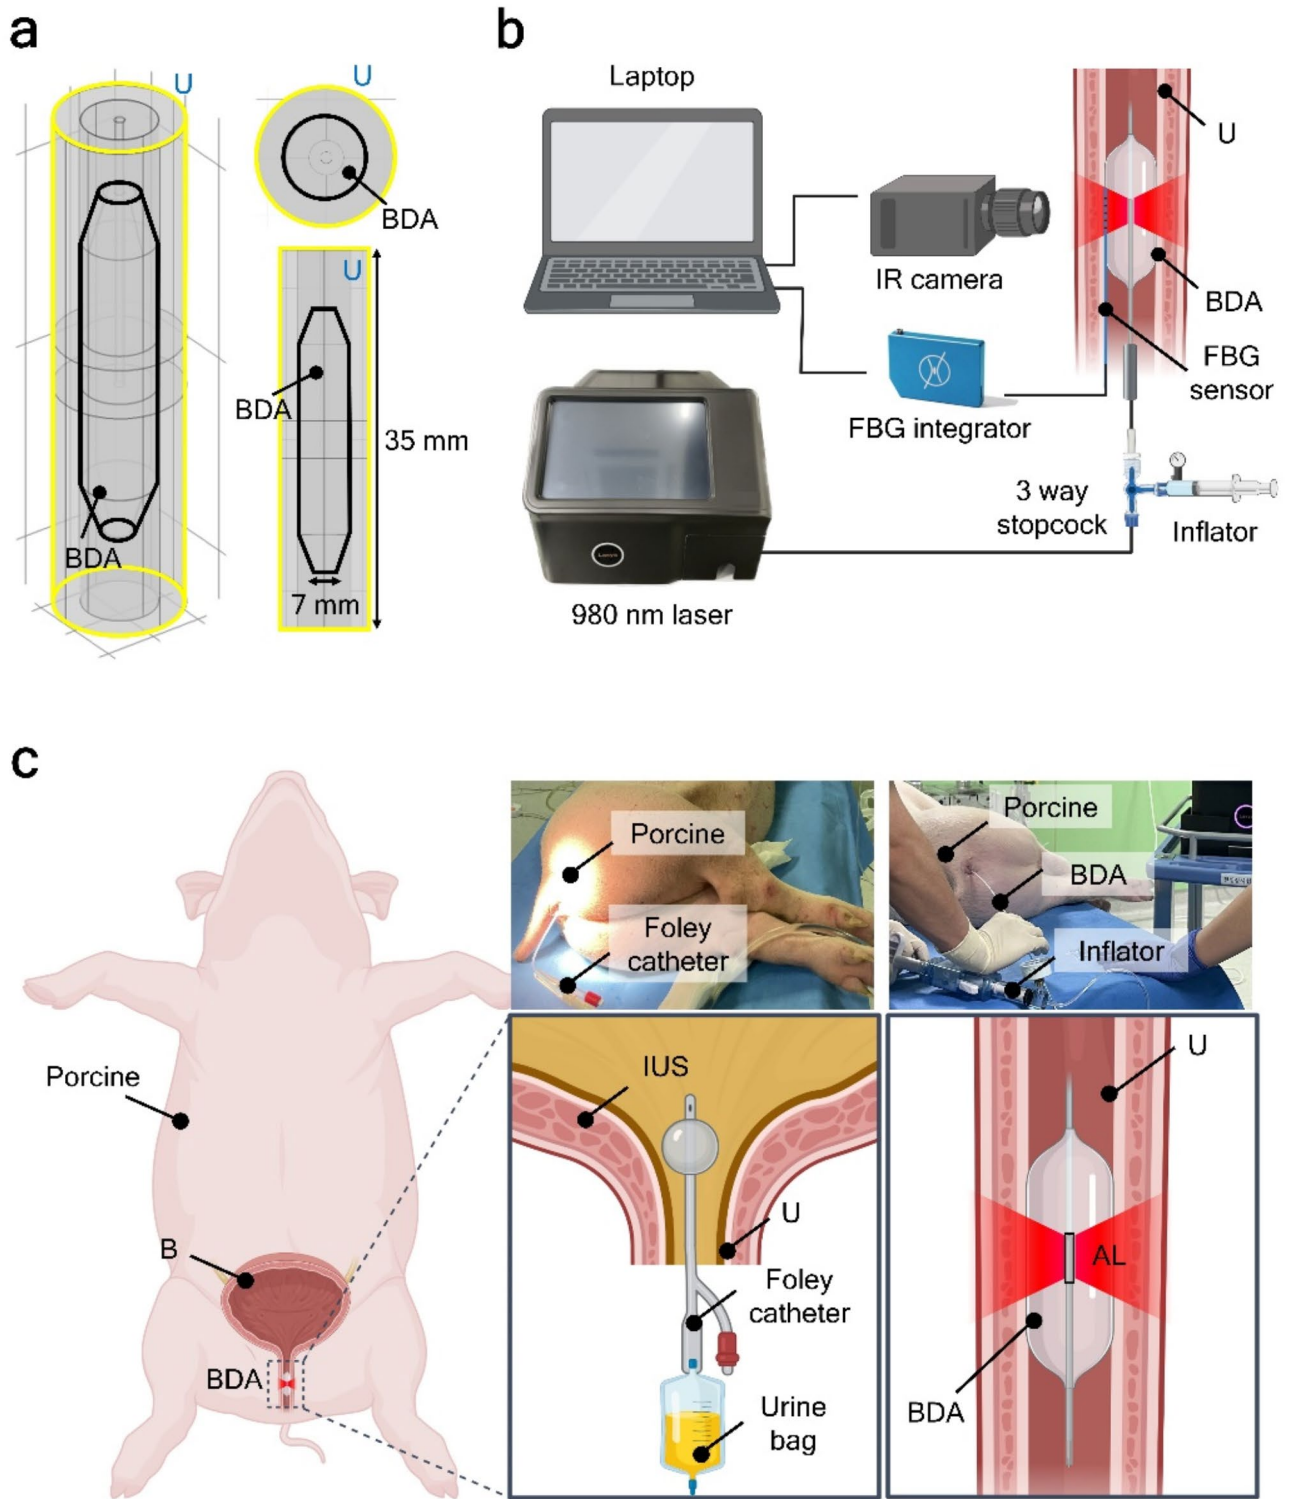 a
U
U
BDA
U
BDA
35 mm
BDA
7 mm
b
Laptop
U
IR camera
BDA
FBG
sensor
FBG integrator
3 way
stopcock
Inflator
980 nm laser
c
Porcine
Foley
catheter
Porcine
BDA
Inflator
Porcine
B
BDA
IUS
U
Foley
catheter
Urine
bag
U
AL
BDA